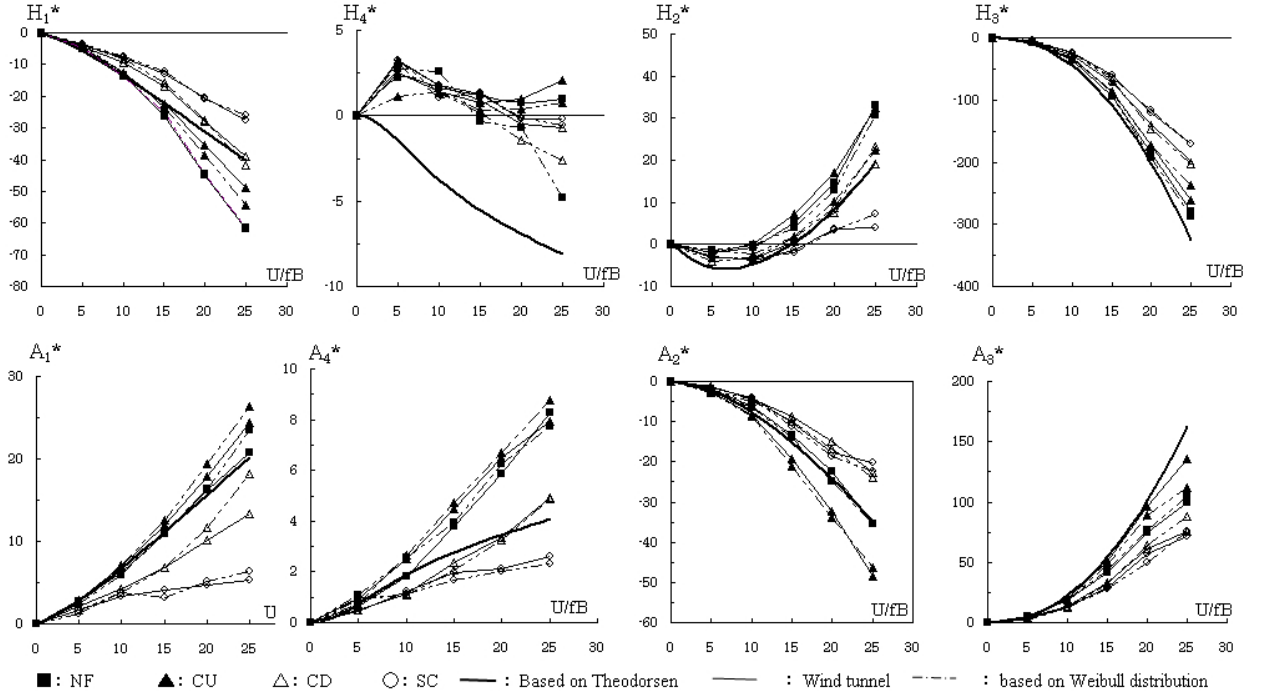 H₁*
H₄*
H₂*
H₃*
0
-10
-20
-30
-40
-50
-60
-70
-80
U/fB
0 5 10 15 20 25 30
5
0
-5
-10
U/fB
0 5 10 15 20 25 30
50
40
30
20
10
0
-10
U/fB
0 5 10 15 20 25 30
0
-100
-200
-300
-400
U/fB
0 5 10 15 20 25 30
A₁*
A₄*
A₂*
A₃*
30
20
10
0
U
0 5 10 15 20 25
10
8
6
4
2
0
U/fB
0 5 10 15 20 25 30
0
-10
-20
-30
-40
-50
-60
U/fB
0 5 10 15 20 25 30
200
150
100
50
0
U/fB
0 5 10 15 20 25 30
: NF : CU : CD : SC : Based on Theodorsen : Wind tunnel : based on Weibull distribution